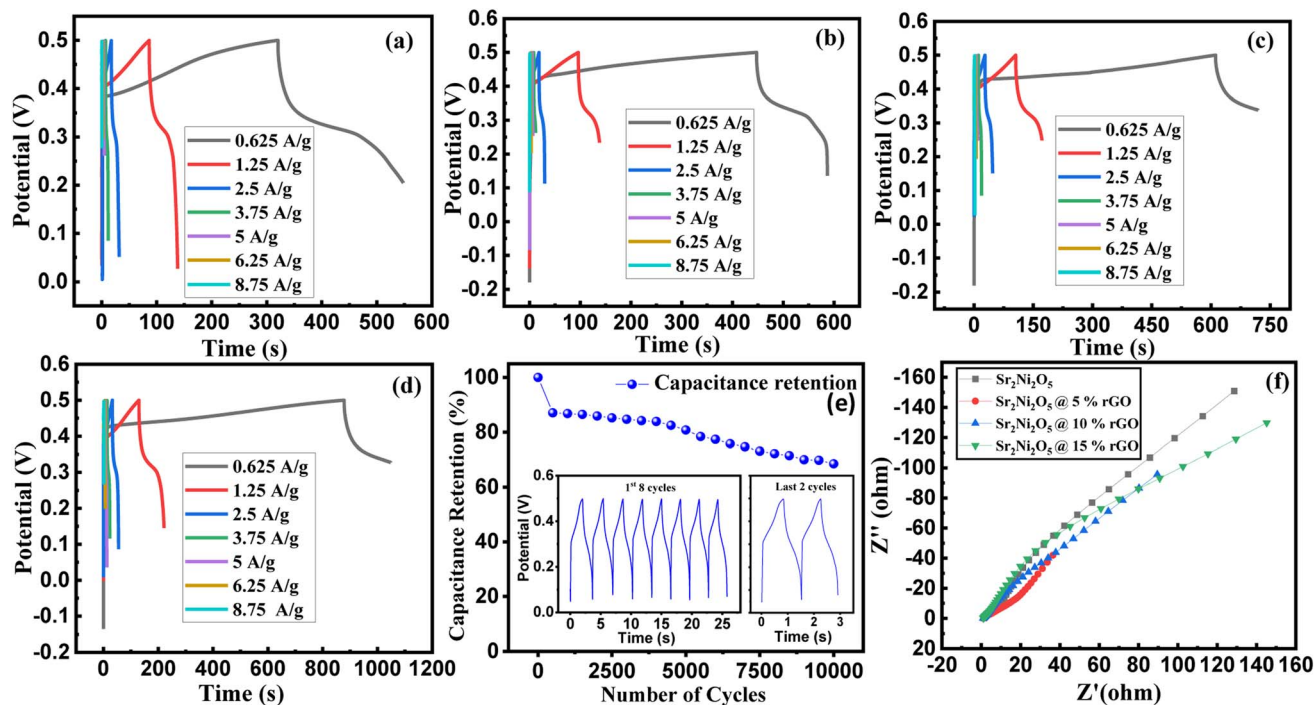 (a)
Potential (V)
0.5
0.4
0.3
0.2
0.1
0.0
0.625 A/g
1.25 A/g
2.5 A/g
3.75 A/g
5 A/g
6.25 A/g
8.75 A/g
0 100 200 300 400 500 600
Time (s)
(b)
Potential (V)
0.6
0.5
0.4
0.3
0.2
0.1
0.0
-0.1
-0.2
0.625 A/g
1.25 A/g
2.5 A/g
3.75 A/g
5 A/g
6.25 A/g
8.75 A/g
0 100 200 300 400 500 600
Time (s)
(c)
Potential (V)
0.6
0.5
0.4
0.3
0.2
0.1
0.0
-0.1
-0.2
0.625 A/g
1.25 A/g
2.5 A/g
3.75 A/g
5 A/g
6.25 A/g
8.75 A/g
0 150 300 450 600 750
Time (s)
(d)
Potential (V)
0.6
0.5
0.4
0.3
0.2
0.1
0.0
-0.1
-0.2
0.625 A/g
1.25 A/g
2.5 A/g
3.75 A/g
5 A/g
6.25 A/g
8.75 A/g
0 200 400 600 800 1000 1200
Time (s)
Capacitance retention
(e)
Capacitance Retention (%)
100
80
60
40
20
0
1st 8 cycles
Potential (V)
0.6
0.4
0.2
0.0
0 5 10 15 20 25
Time (s)
Last 2 cycles
0 1 2 3
Time (s)
0 2500 5000 7500 10000
Number of Cycles
(f)
Z'' (ohm)
-160
-140
-120
-100
-80
-60
-40
-20
0
20
Sr₂Ni₂O₅
Sr₂Ni₂O₅ @ 5 % rGO
Sr₂Ni₂O₅ @ 10 % rGO
Sr₂Ni₂O₅ @ 15 % rGO
-20 0 20 40 60 80 100 120 140 160
Z'(ohm)